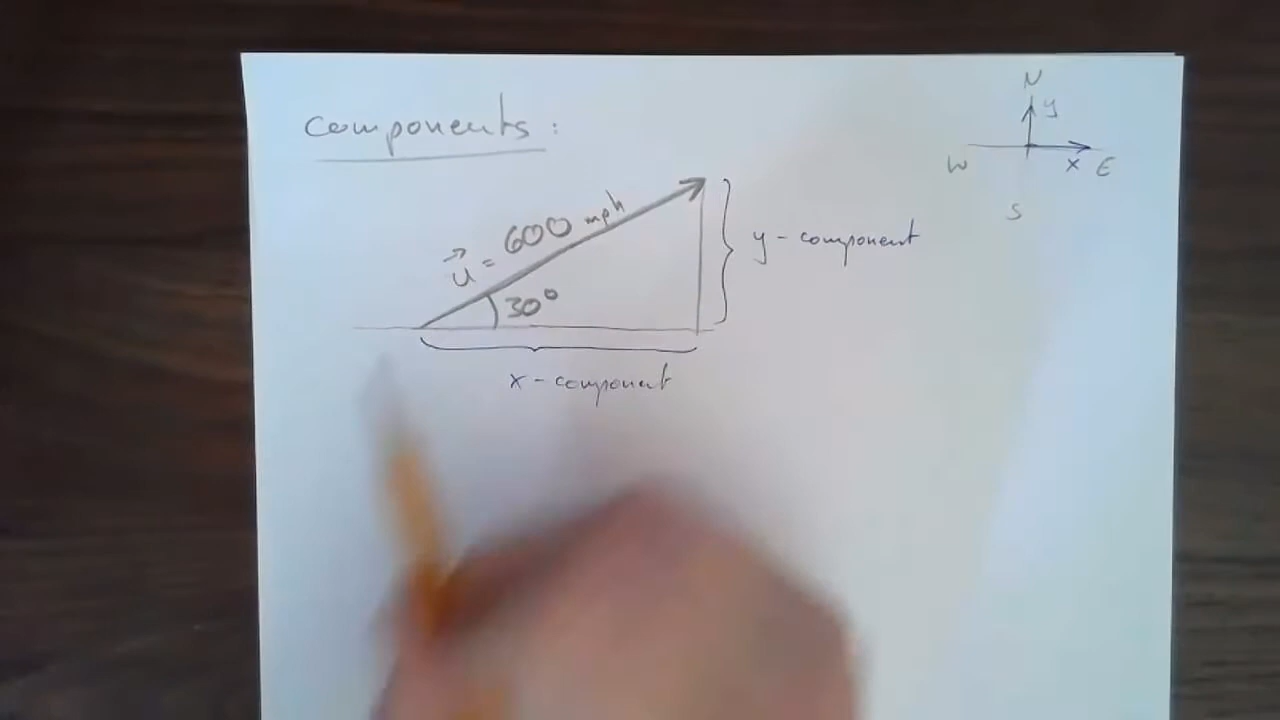 components:
N
y
W
x E
S
u⃗ = 600 mph
30°
y-component
x-component